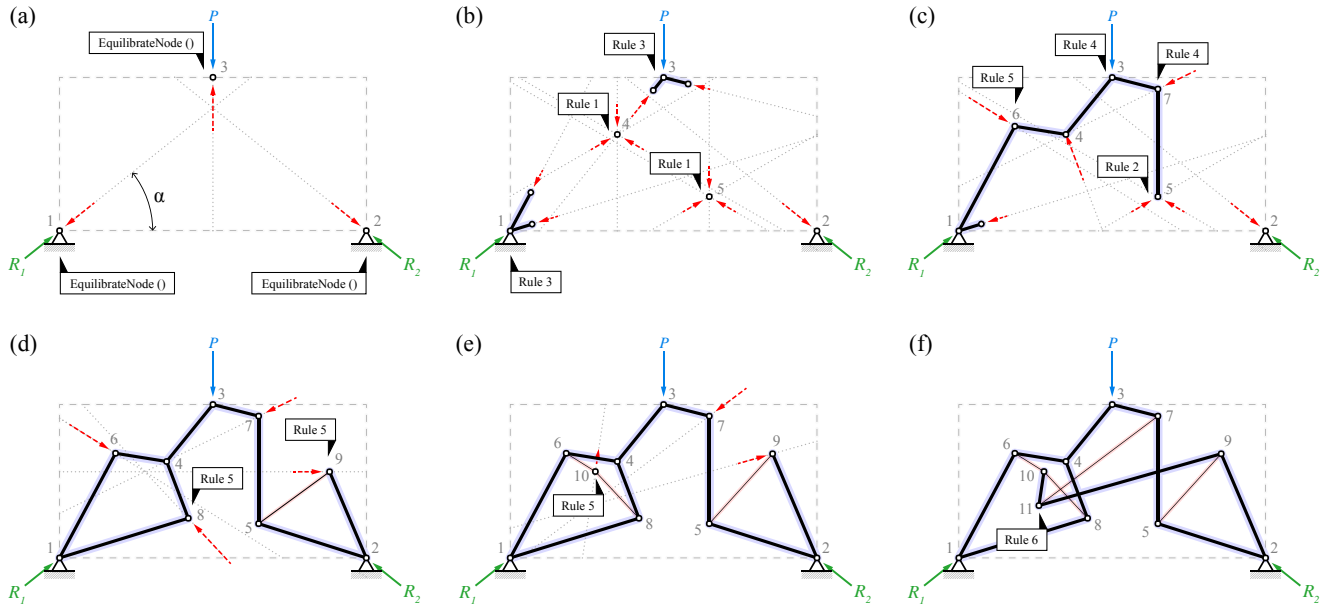 (a)
P
EquilibrateNode ()
3
α
1
2
R1
R2
EquilibrateNode ()
EquilibrateNode ()
(b)
P
Rule 3
3
Rule 1
4
Rule 1
5
1
2
R1
R2
Rule 3
(c)
P
Rule 4
3
Rule 4
Rule 5
7
6
4
Rule 2
5
1
2
R1
R2
(d)
P
3
7
Rule 5
6
4
9
Rule 5
8
5
1
2
R1
R2
(e)
P
3
7
6
4
9
10
Rule 5
8
5
1
2
R1
R2
(f)
P
3
7
6
4
9
10
11
8
5
Rule 6
1
2
R1
R2